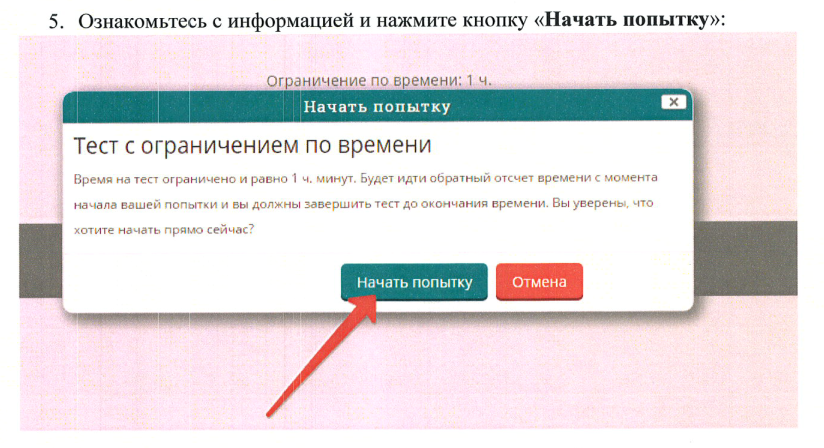 5. Ознакомьтесь с информацией и нажмите кнопку «Начать попытку»:
Ограничение по времени: 1 ч.
Начать попытку
Тест с ограничением по времени
Время на тест ограничено и равно 1 ч. минут. Будет идти обратный отсчет времени с момента
начала вашей попытки и вы должны завершить тест до окончания времени. Вы уверены, что
хотите начать прямо сейчас?
Начать попытку Отмена